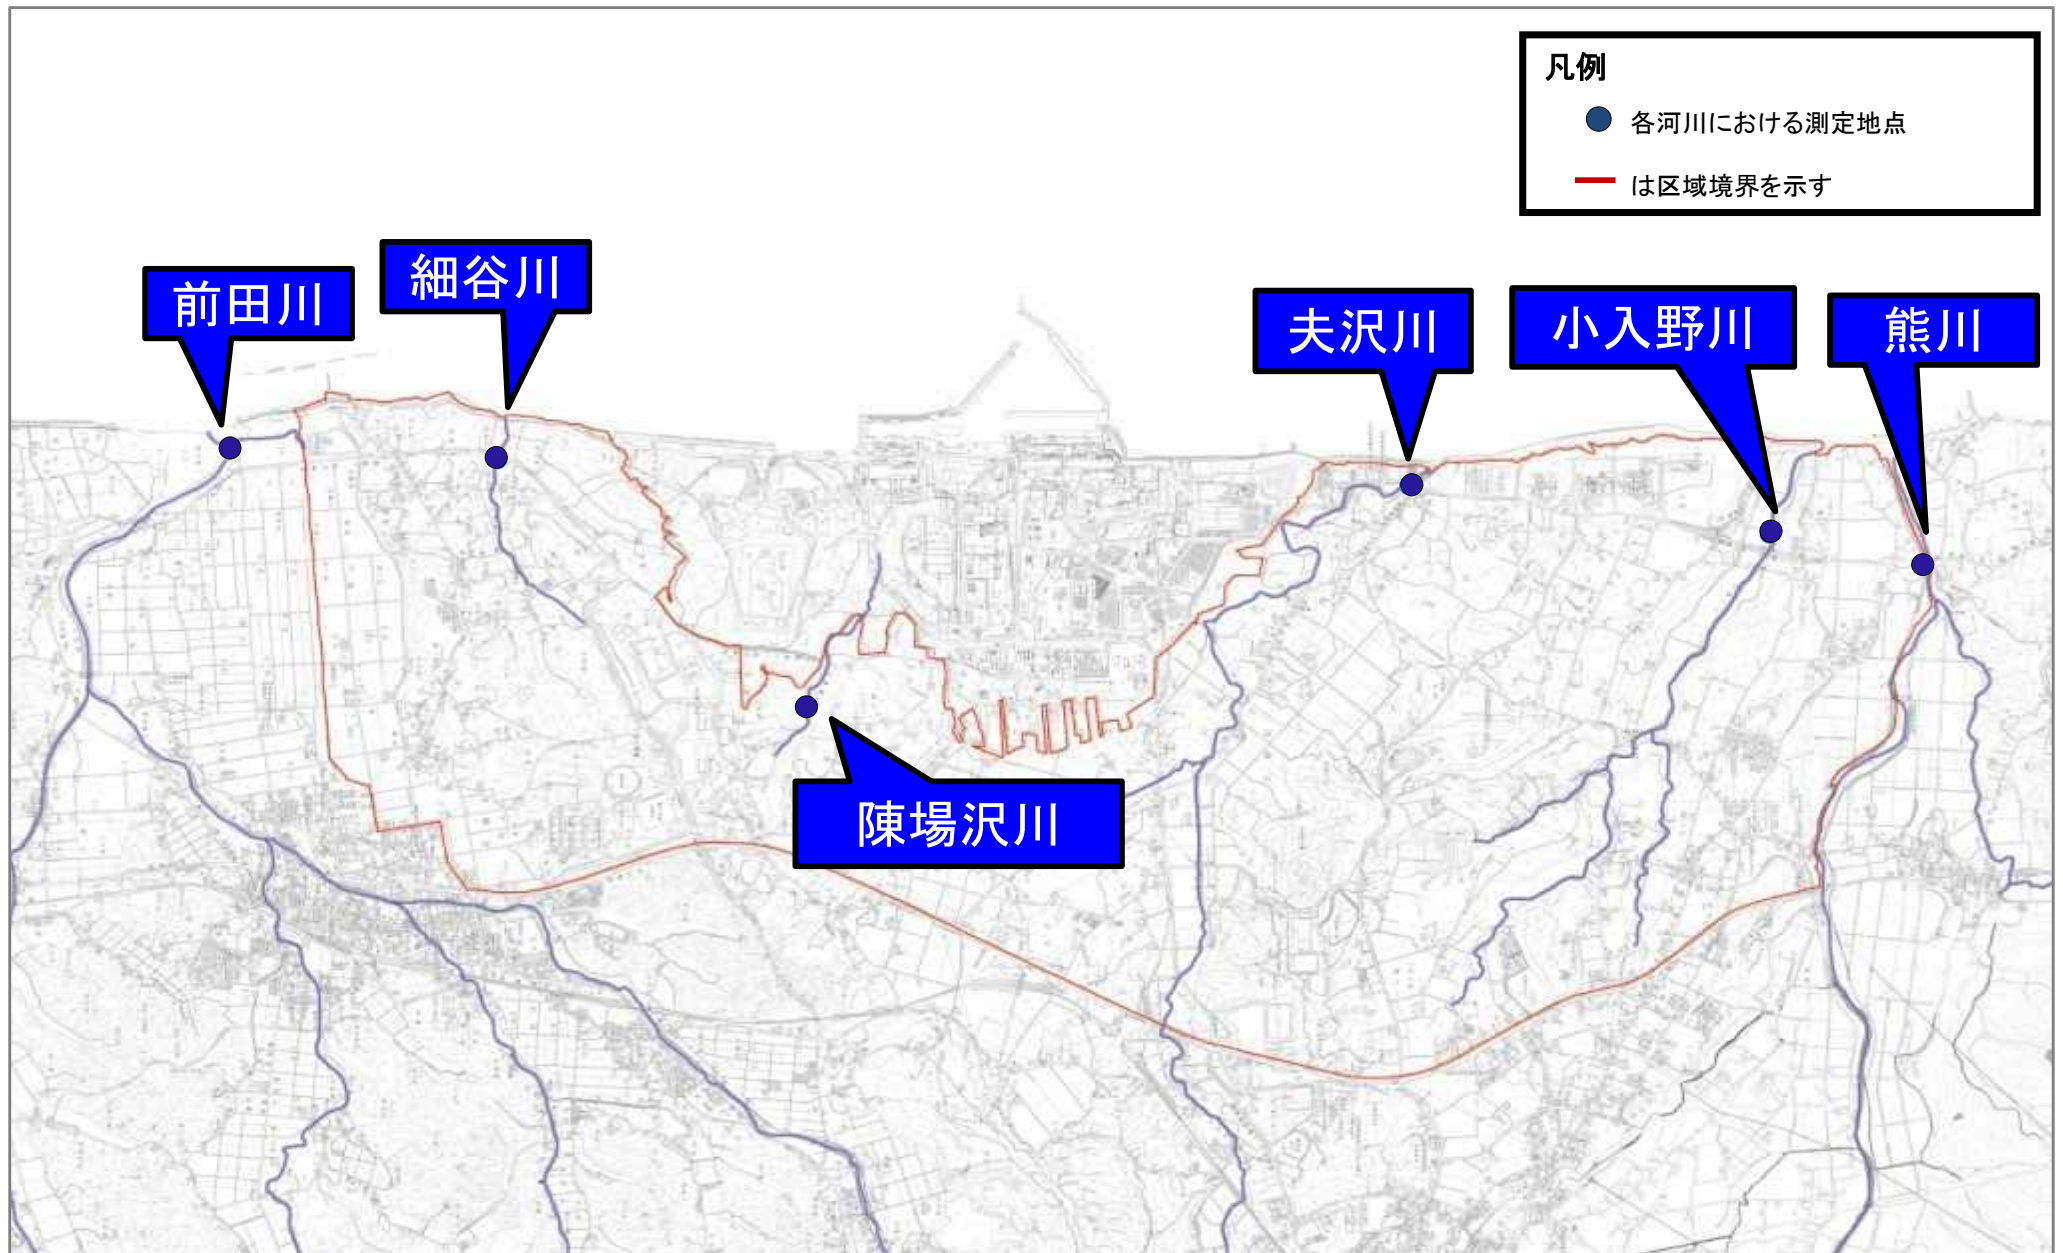 凡例
各河川における測定地点
は区域境界を示す
前田川
細谷川
夫沢川
小入野川
熊川
陳場沢川